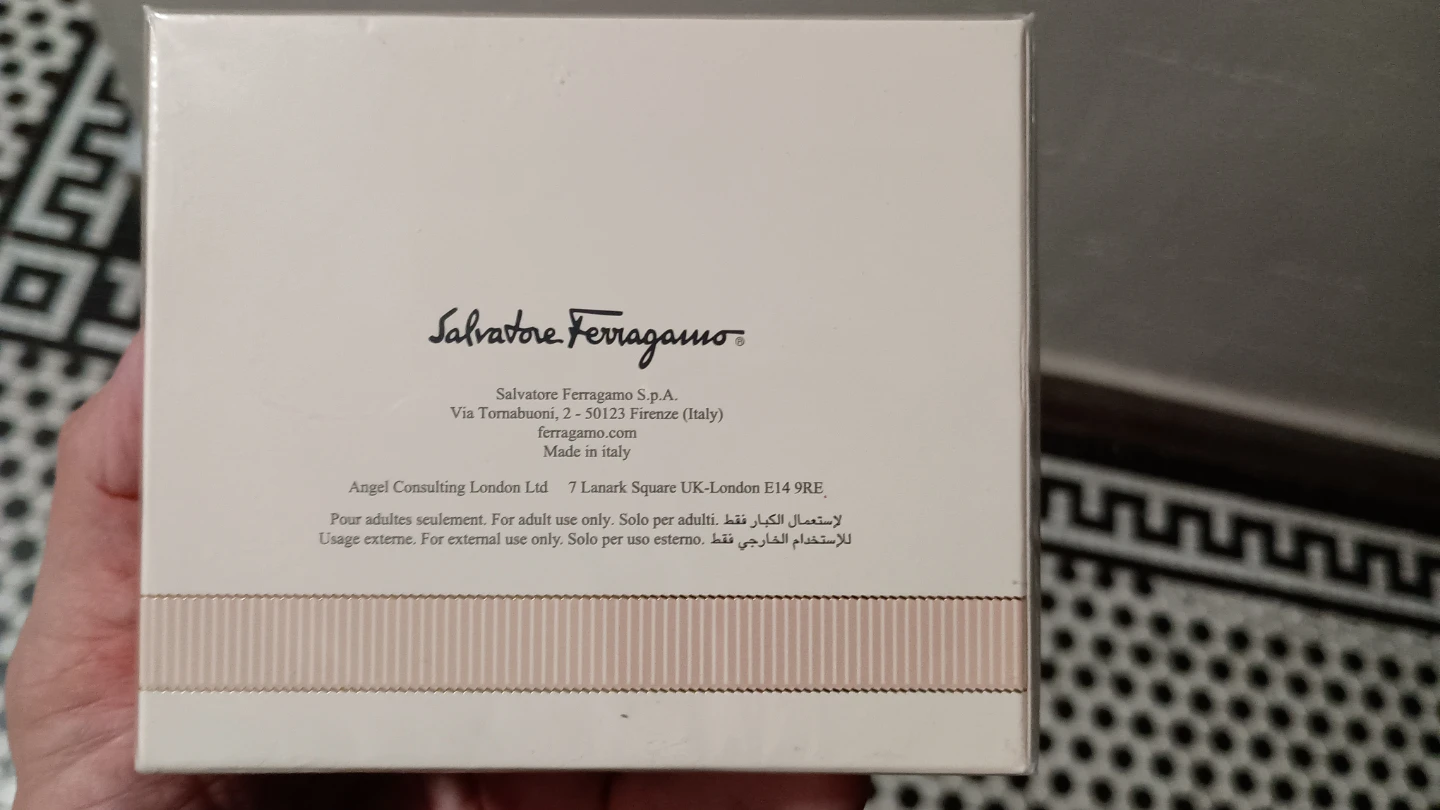 Salvatore Ferragamo®
Salvatore Ferragamo S.p.A.
Via Tornabuoni, 2 - 50123 Firenze (Italy)
ferragamo.com
Made in italy
Angel Consulting London Ltd 7 Lanark Square UK-London E14 9RE
Pour adultes seulement. For adult use only. Solo per adulti. لإستعمال الكبار فقط
Usage externe. For external use only. Solo per uso esterno. للإستخدام الخارجي فقط